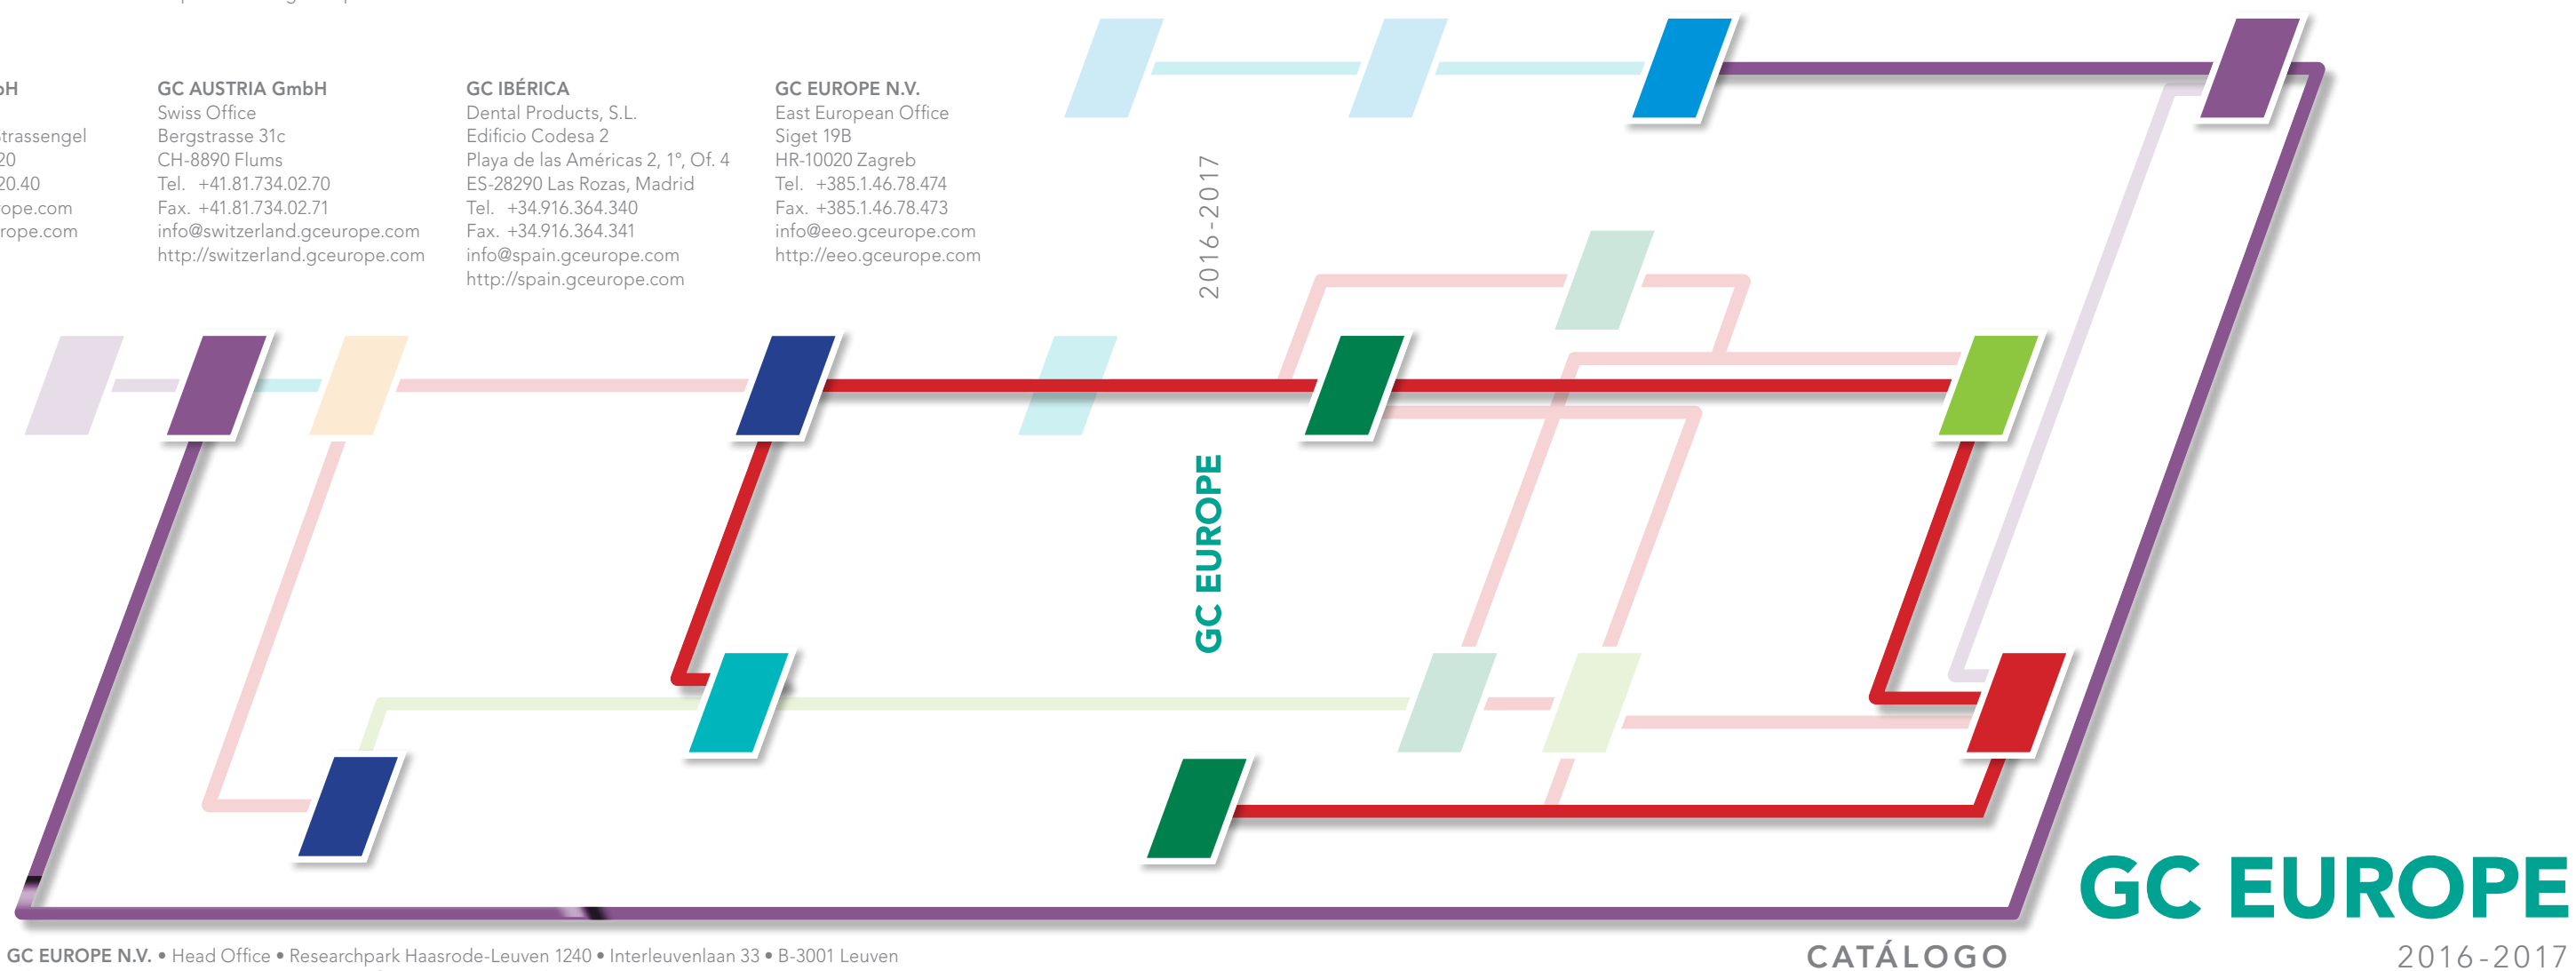 GC AUSTRIA GmbH
Swiss Office
Bergstrasse 31c
CH-8890 Flums
Tel. +41.81.734.02.70
Fax. +41.81.734.02.71
info@switzerland.gceurope.com
http://switzerland.gceurope.com
GC IBÉRICA
Dental Products, S.L.
Edificio Codesa 2
Playa de las Américas 2, 1°, Of. 4
ES-28290 Las Rozas, Madrid
Tel. +34.916.364.340
Fax. +34.916.364.341
info@spain.gceurope.com
http://spain.gceurope.com
GC EUROPE N.V.
East European Office
Siget 19B
HR-10020 Zagreb
Tel. +385.1.46.78.474
Fax. +385.1.46.78.473
info@eeo.gceurope.com
http://eeo.gceurope.com
2016-2017
GC EUROPE
GC EUROPE
GC EUROPE N.V. • Head Office • Researchpark Haasrode-Leuven 1240 • Interleuvenlaan 33 • B-3001 Leuven
CATÁLOGO
2016-2017